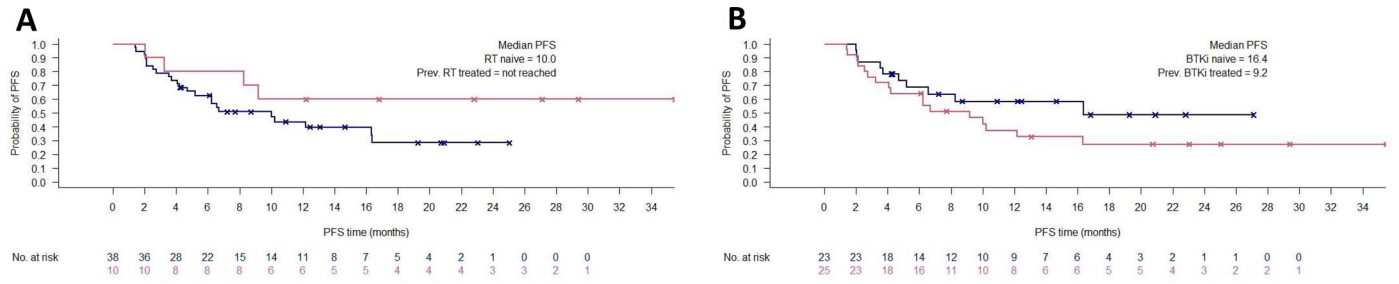 A
Median PFS
RT naive = 10.0
Prev. RT treated = not reached
Probability of PFS
1.0
0.9
0.8
0.7
0.6
0.5
0.4
0.3
0.2
0.1
0.0
0 2 4 6 8 10 12 14 16 18 20 22 24 26 28 30 32 34
PFS time (months)
No. at risk
38 36 28 22 15 14 11 8 7 5 4 2 1 0 0 0
10 10 8 8 8 6 6 5 5 4 4 4 3 3 2 1
B
Median PFS
BTKi naive = 16.4
Prev. BTKi treated = 9.2
Probability of PFS
1.0
0.9
0.8
0.7
0.6
0.5
0.4
0.3
0.2
0.1
0.0
0 2 4 6 8 10 12 14 16 18 20 22 24 26 28 30 32 34
PFS time (months)
No. at risk
23 23 18 14 12 10 9 7 6 4 3 2 1 1 0 0
25 23 18 16 11 10 8 6 6 5 5 4 3 2 2 1